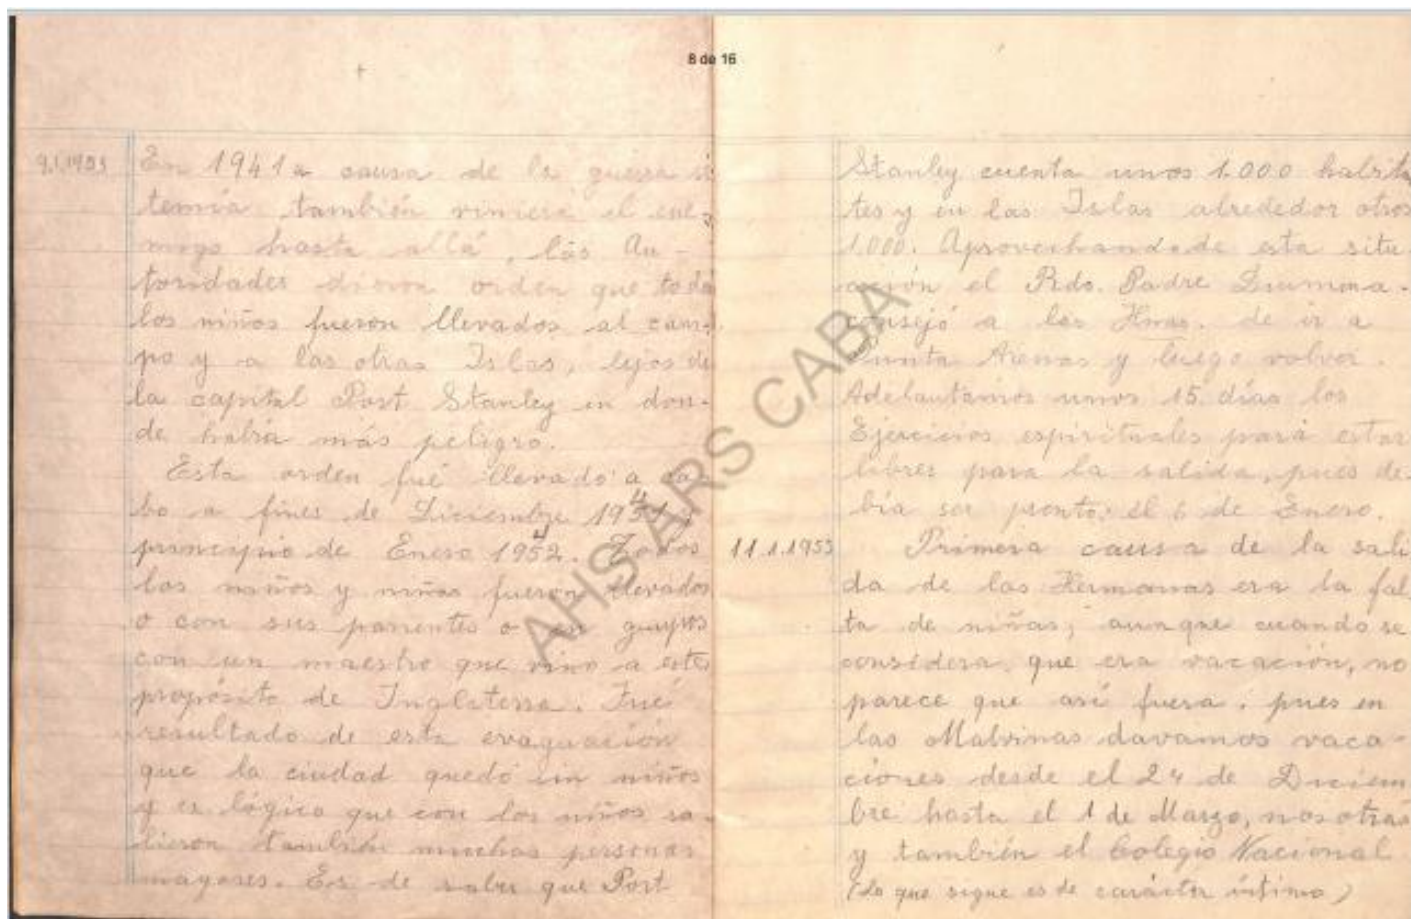 8 de 16
9.1.1953
En 1941 a causa de la guerra se
temía también viniera el ene-
migo hasta allá, las Au-
toridades dieron orden que todos
los niños fueron llevados al cam-
po y a las otras Islas, lejos de
la capital Port Stanley en don-
de habia más peligro.
Esta orden fué llevado a ca-
bo a fines de Diciembre 1941,
principio de Enero 1942. Todos
los niños y niñas fueron llevados
o con sus parientes o en grupos
con un maestro que vino a este
propósito de Inglaterra. Fué
resultado de esta evaquación
que la ciudad quedó sin niños
y es lógico que con los niños sa-
lieron también muchas personas
mayores. Es de saber que Port
Stanley cuenta unos 1.000 habitan
tes y en las Islas alrededor otros
1.000. Aprovechando de esta situ-
ación el Rdo. Padre Drumm a-
consejó a las Hnas. de ir a
Punta Arenas y luego volver.
Adelantamos unos 15 días los
Ejercicios espirituales para estar
libres para la salida, pues de-
bía ser pronto: el 6 de Enero.
11.1.1953
Primera causa de la sali
da de las Hermanas era la fal
ta de niñas; aunque cuando se
considera, que era vacación, no
parece que así fuera, pues en
las Malvinas davamos vaca-
ciones desde el 24 de Diciem
bre hasta el 1 de Marzo, nosotras
y también el Colegio Nacional
(Lo que sigue es de carácter íntimo)
AHS ARS CABA